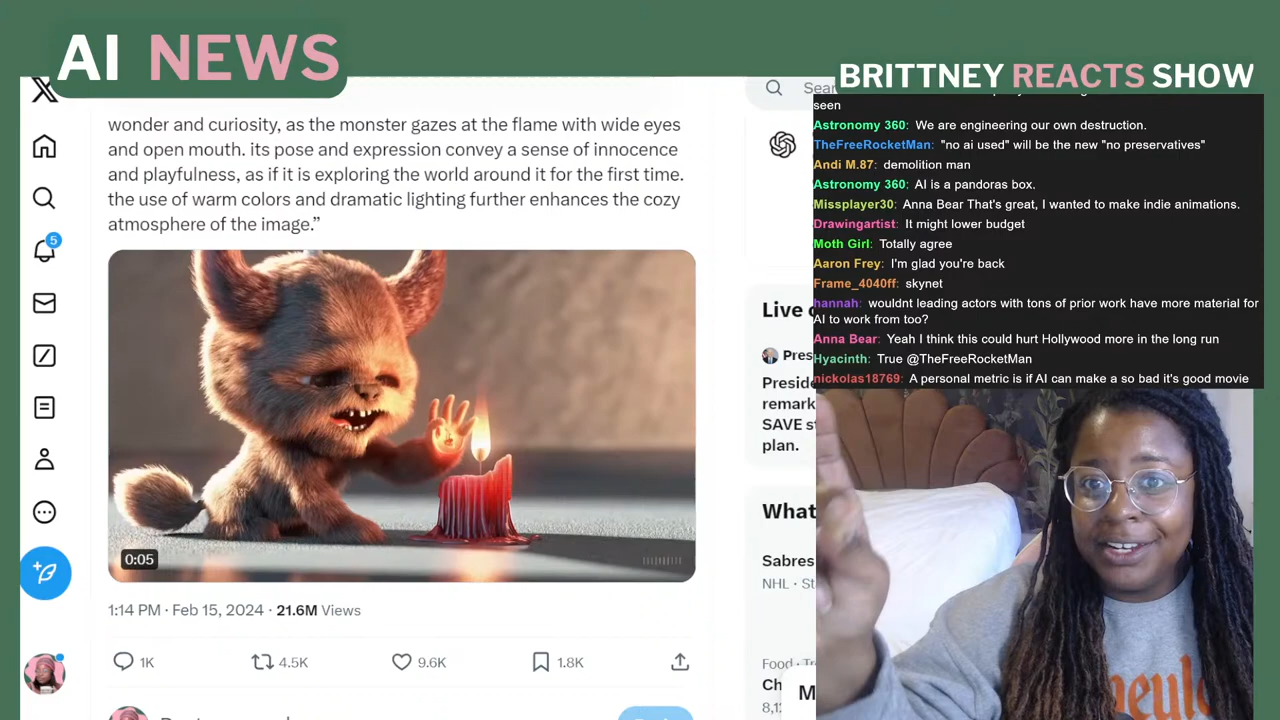 AI NEWS
BRITTNEY REACTS SHOW
wonder and curiosity, as the monster gazes at the flame with wide eyes
and open mouth. its pose and expression convey a sense of innocence
and playfulness, as if it is exploring the world around it for the first time.
the use of warm colors and dramatic lighting further enhances the cozy
atmosphere of the image.”
0:05
1:14 PM · Feb 15, 2024 · 21.6M Views
1K
4.5K
9.6K
1.8K
5
Sear
Live
Pres
Preside
remark
SAVE s
plan.
What
Sabres
NHL · St
Food · Tr
Ch
8,12
M
seen
Astronomy 360: We are engineering our own destruction.
TheFreeRocketMan: "no ai used" will be the new "no preservatives"
Andi M.87: demolition man
Astronomy 360: AI is a pandoras box.
Missplayer30: Anna Bear That's great, I wanted to make indie animations.
Drawingartist: It might lower budget
Moth Girl: Totally agree
Aaron Frey: I'm glad you're back
Frame_4040ff: skynet
hannah: wouldnt leading actors with tons of prior work have more material for
AI to work from too?
Anna Bear: Yeah I think this could hurt Hollywood more in the long run
Hyacinth: True @TheFreeRocketMan
nickolas18769: A personal metric is if AI can make a so bad it's good movie